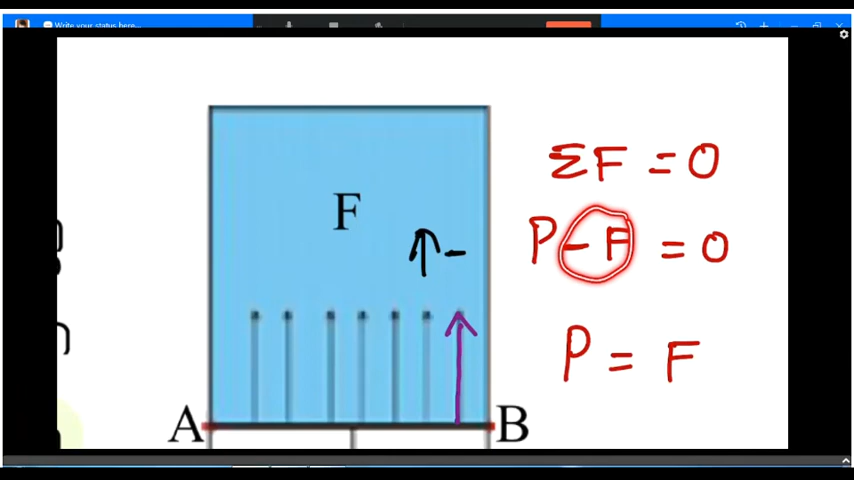 Write your status here...
F
ΣF = 0
↑ -
P - F = 0
P = F
A
B